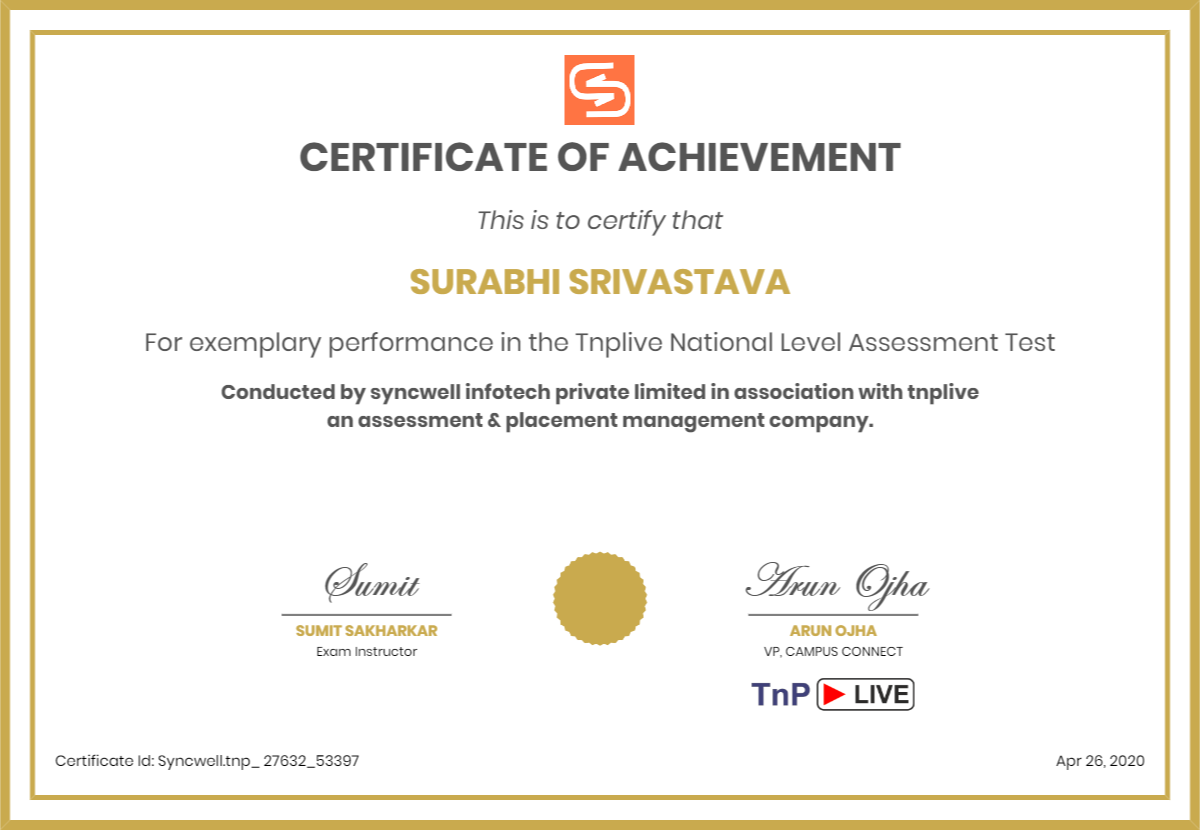 CERTIFICATE OF ACHIEVEMENT
This is to certify that
SURABHI SRIVASTAVA
For exemplary performance in the Tnplive National Level Assessment Test
Conducted by syncwell infotech private limited in association with tnplive
an assessment & placement management company.
Sumit
SUMIT SAKHARKAR
Exam Instructor
Arun Ojha
ARUN OJHA
VP, CAMPUS CONNECT
TnP LIVE
Certificate Id: Syncwell.tnp_ 27632_53397
Apr 26, 2020